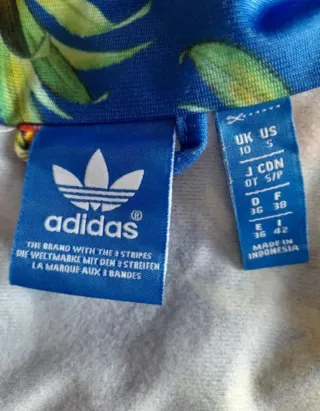 adidas®
THE BRAND WITH THE 3 STRIPES
DIE WELTMARKE MIT DEN 3 STREIFEN
LA MARQUE AUX 3 BANDES
UK US
10 S
J CDN
OT S/P
D F
36 38
E I
36 42
MADE IN
INDONESIA